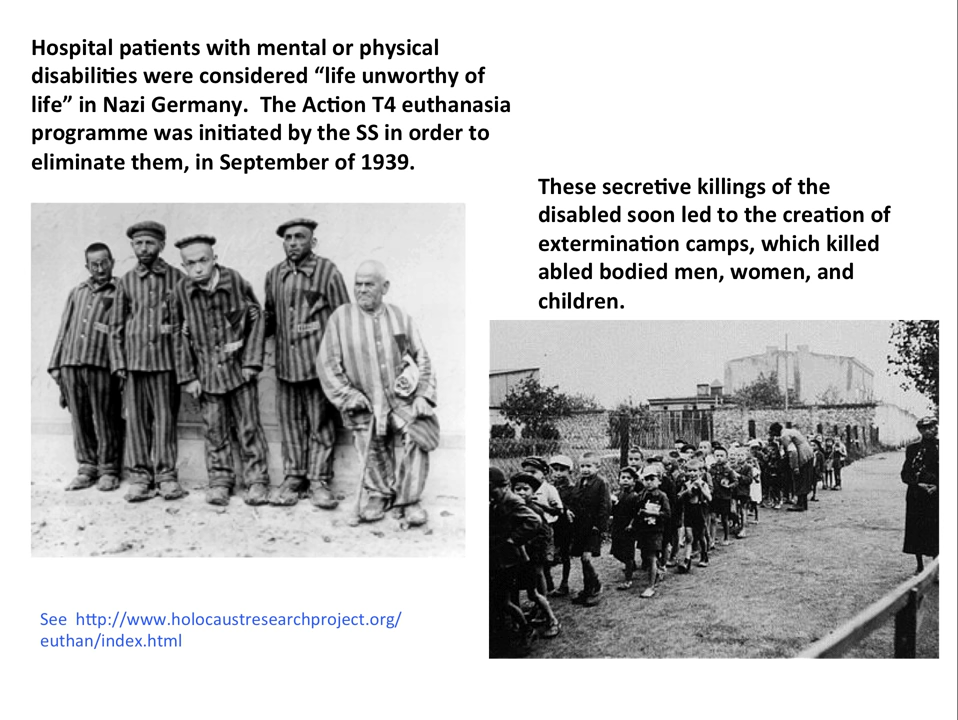 Hospital patients with mental or physical
disabilities were considered “life unworthy of
life” in Nazi Germany.  The Action T4 euthanasia
programme was initiated by the SS in order to
eliminate them, in September of 1939.
These secretive killings of the
disabled soon led to the creation of
extermination camps, which killed
abled bodied men, women, and
children.
See  http://www.holocaustresearchproject.org/
euthan/index.html